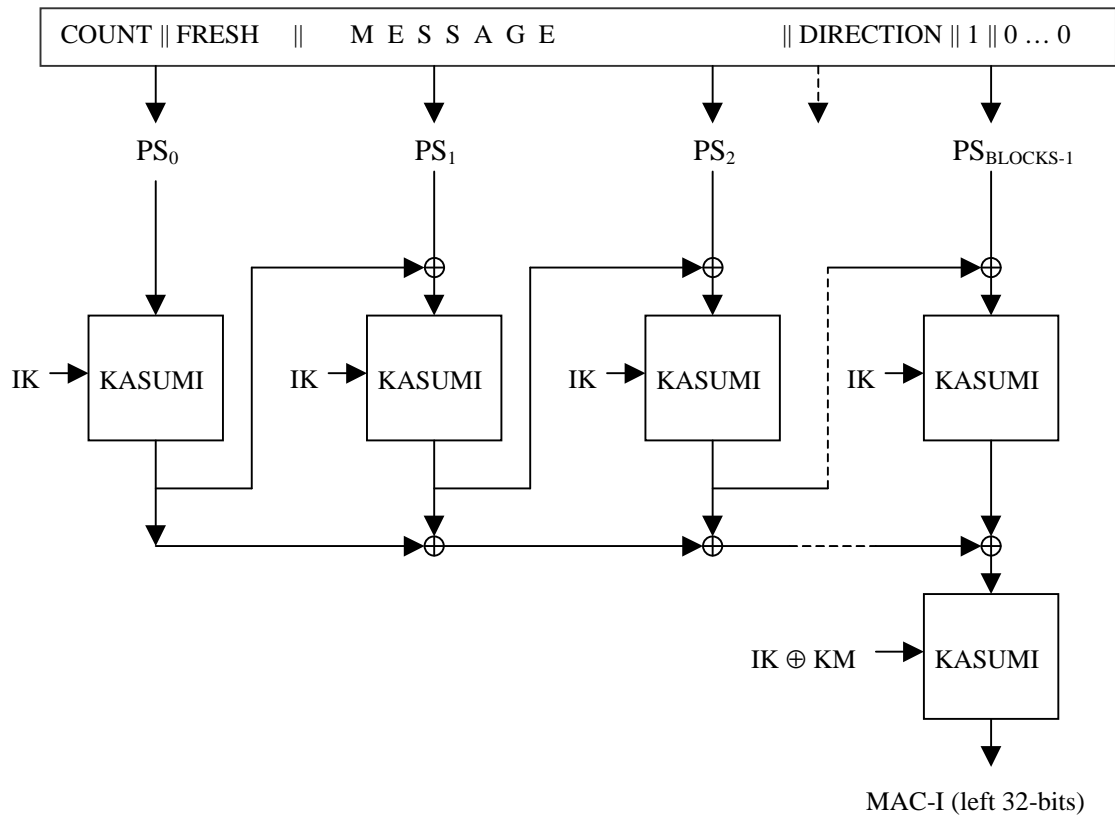 COUNT || FRESH || M E S S A G E || DIRECTION || 1 || 0 … 0
PS₀ PS₁ PS₂ PS_BLOCKS-1
IK KASUMI IK KASUMI IK KASUMI IK KASUMI
IK ⊕ KM KASUMI
MAC-I (left 32-bits)